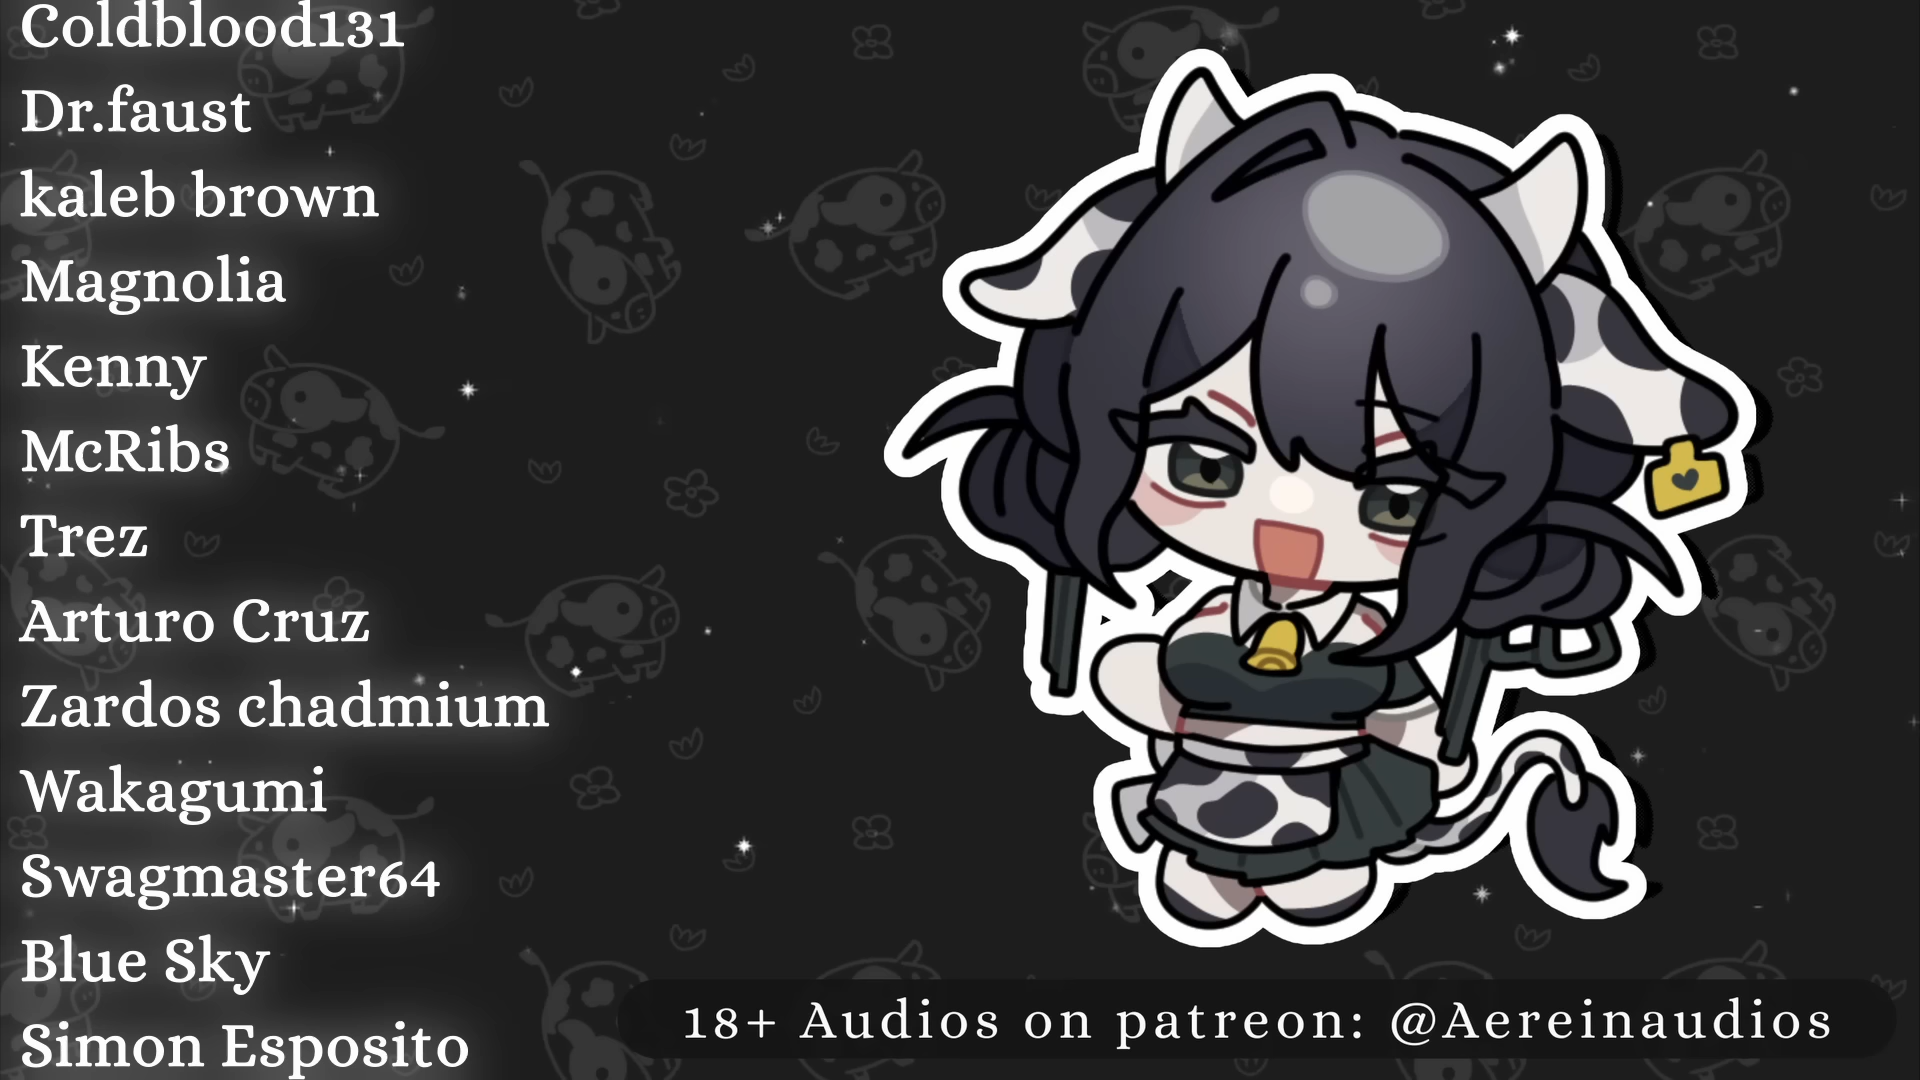 Coldblood131
Dr.faust
kaleb brown
Magnolia
Kenny
McRibs
Trez
Arturo Cruz
Zardos chadmium
Wakagumi
Swagmaster64
Blue Sky
Simon Esposito
18+ Audios on patreon: @Aereinaudios